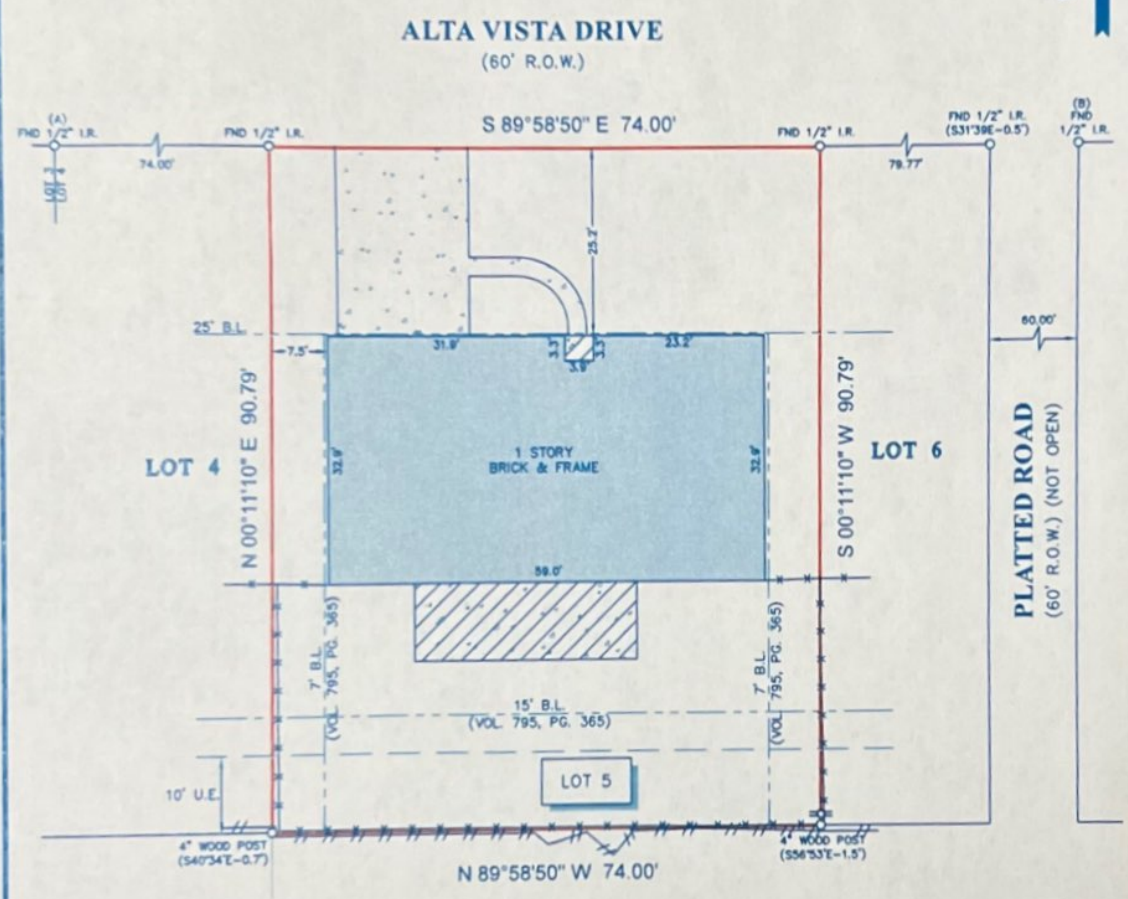 ALTA VISTA DRIVE
(60' R.O.W.)
(A)
FND 1/2" I.R.
FND 1/2" I.R.
S 89°58'50" E 74.00'
FND 1/2" I.R.
FND 1/2" I.R.
(S31°39'E-0.5')
(B)
FND
1/2" I.R.
74.00'
79.77'
LOT 4
25.2'
25' B.L.
7.5'
31.9'
3.3'
3.3'
3.9'
23.2'
60.00'
N 00°11'10" E 90.79'
LOT 4
32.9'
1 STORY
BRICK & FRAME
32.9'
S 00°11'10" W 90.79'
LOT 6
PLATTED ROAD
(60' R.O.W.) (NOT OPEN)
59.0'
7' B.L.
(VOL. 795, PG. 365)
7' B.L.
(VOL. 795, PG. 365)
15' B.L.
(VOL. 795, PG. 365)
10' U.E.
LOT 5
4" WOOD POST
(S40°34'E-0.7')
4" WOOD POST
(S56°53'E-1.5')
N 89°58'50" W 74.00'